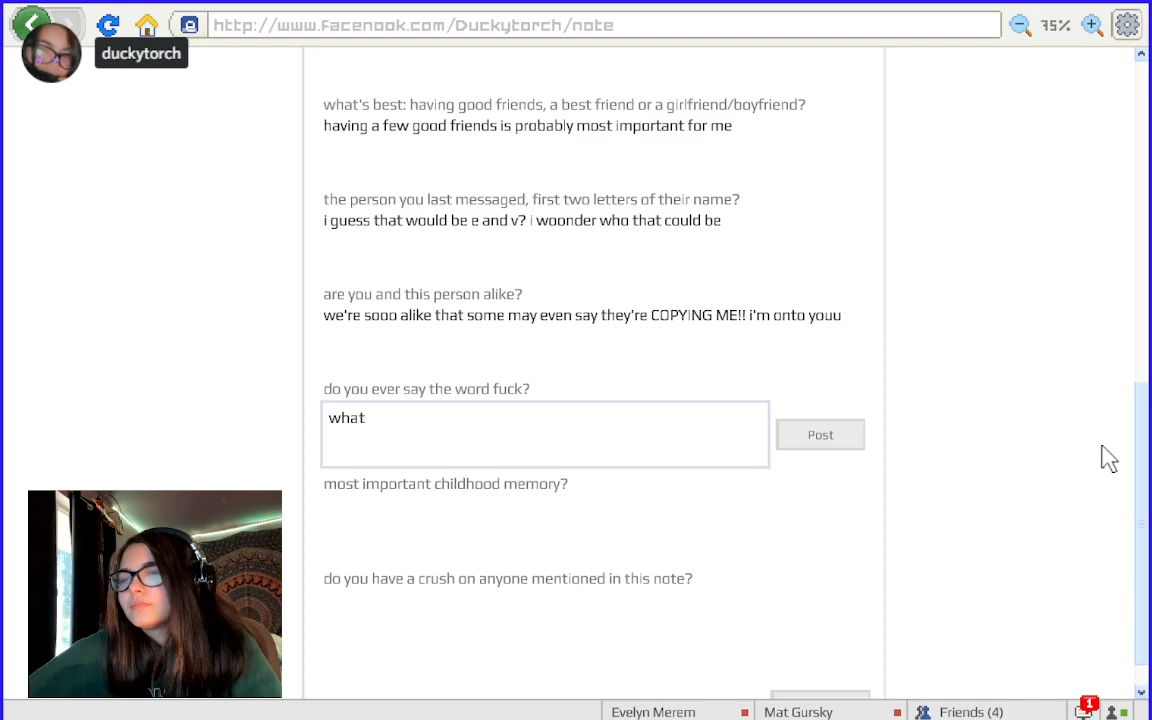 http://www.Facenook.com/Duckytorch/note
75%
duckytorch
what's best: having good friends, a best friend or a girlfriend/boyfriend?
having a few good friends is probably most important for me
the person you last messaged, first two letters of their name?
i guess that would be e and v? i woonder who that could be
are you and this person alike?
we're sooo alike that some may even say they're COPYING ME!! i'm onto youu
do you ever say the word fuck?
what
Post
most important childhood memory?
do you have a crush on anyone mentioned in this note?
Evelyn Merem
Mat Gursky
Friends (4)
1